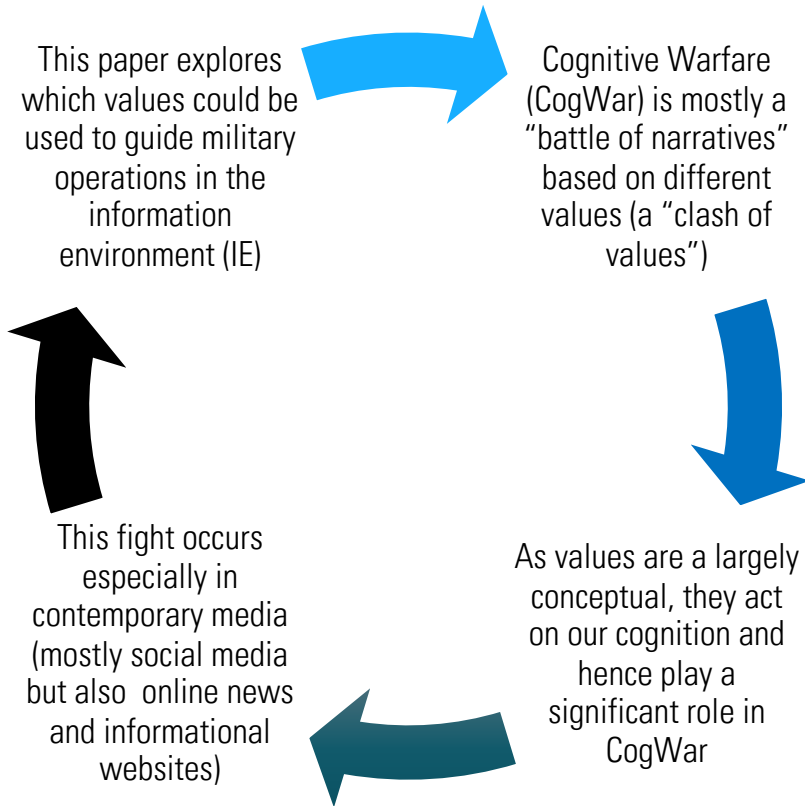 This paper explores
which values could be
used to guide military
operations in the
information
environment (IE)
Cognitive Warfare
(CogWar) is mostly a
“battle of narratives”
based on different
values (a “clash of
values”)
As values are a largely
conceptual, they act
on our cognition and
hence play a
significant role in
CogWar
This fight occurs
especially in
contemporary media
(mostly social media
but also online news
and informational
websites)